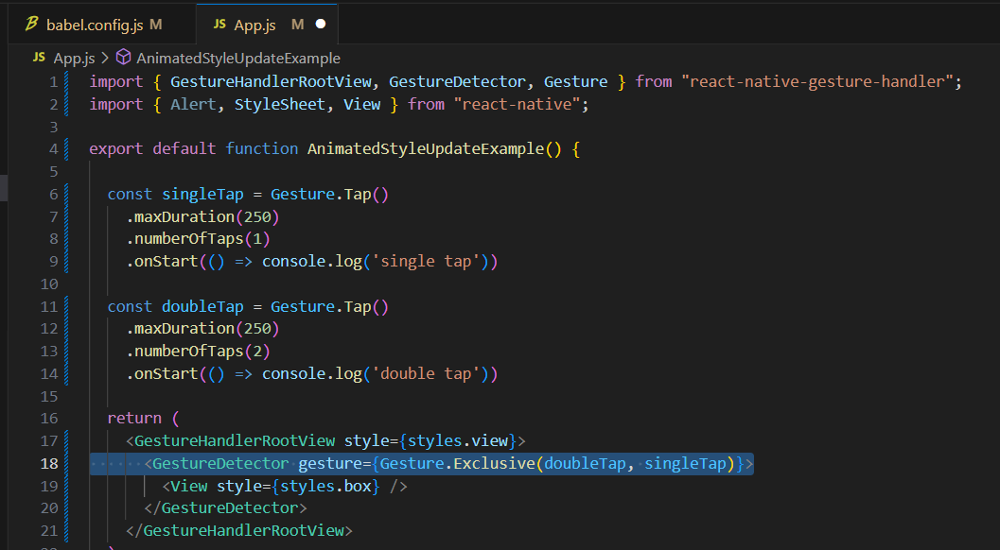 babel.config.js M
JS App.js M
JS App.js > AnimatedStyleUpdateExample
1 import { GestureHandlerRootView, GestureDetector, Gesture } from "react-native-gesture-handler";
2 import { Alert, StyleSheet, View } from "react-native";
3
4 export default function AnimatedStyleUpdateExample() {
5
6 const singleTap = Gesture.Tap()
7 .maxDuration(250)
8 .numberOfTaps(1)
9 .onStart(() => console.log('single tap'))
10
11 const doubleTap = Gesture.Tap()
12 .maxDuration(250)
13 .numberOfTaps(2)
14 .onStart(() => console.log('double tap'))
15
16 return (
17 <GestureHandlerRootView style={styles.view}>
18 <GestureDetector gesture={Gesture.Exclusive(doubleTap, singleTap)}>
19 <View style={styles.box} />
20 </GestureDetector>
21 </GestureHandlerRootView>